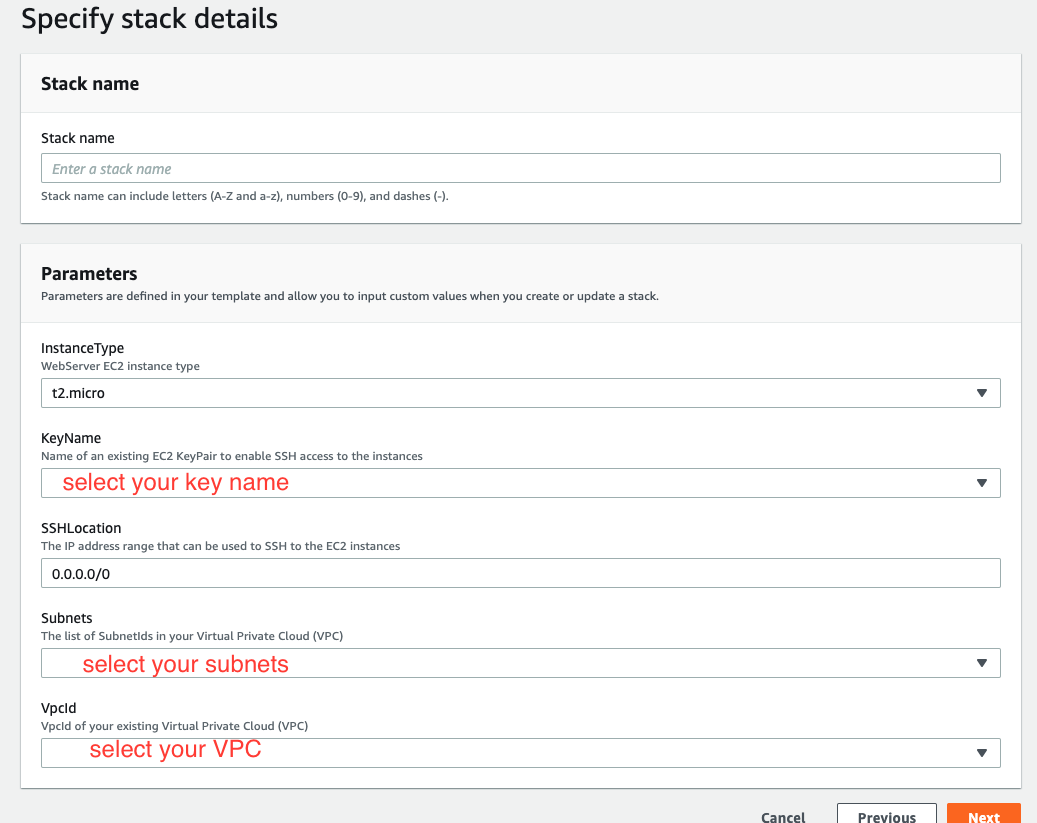 Specify stack details
Stack name
Stack name
Enter a stack name
Stack name can include letters (A-Z and a-z), numbers (0-9), and dashes (-).
Parameters
Parameters are defined in your template and allow you to input custom values when you create or update a stack.
InstanceType
WebServer EC2 instance type
t2.micro
KeyName
Name of an existing EC2 KeyPair to enable SSH access to the instances
select your key name
SSHLocation
The IP address range that can be used to SSH to the EC2 instances
0.0.0.0/0
Subnets
The list of SubnetIds in your Virtual Private Cloud (VPC)
select your subnets
VpcId
VpcId of your existing Virtual Private Cloud (VPC)
select your VPC
Cancel Previous Next